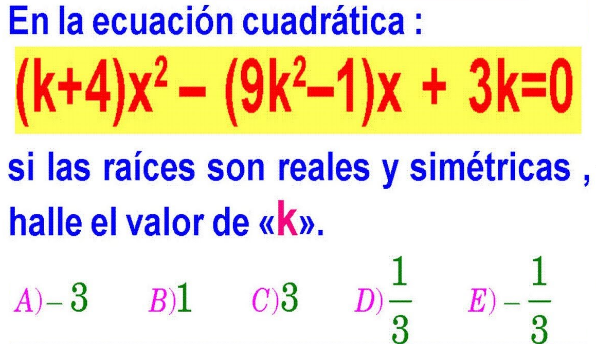 En la ecuación cuadrática :
(k+4)x² – (9k²–1)x + 3k=0
si las raíces son reales y simétricas ,
halle el valor de «k».
A)– 3 B)1 C)3 D) 1/3 E) – 1/3